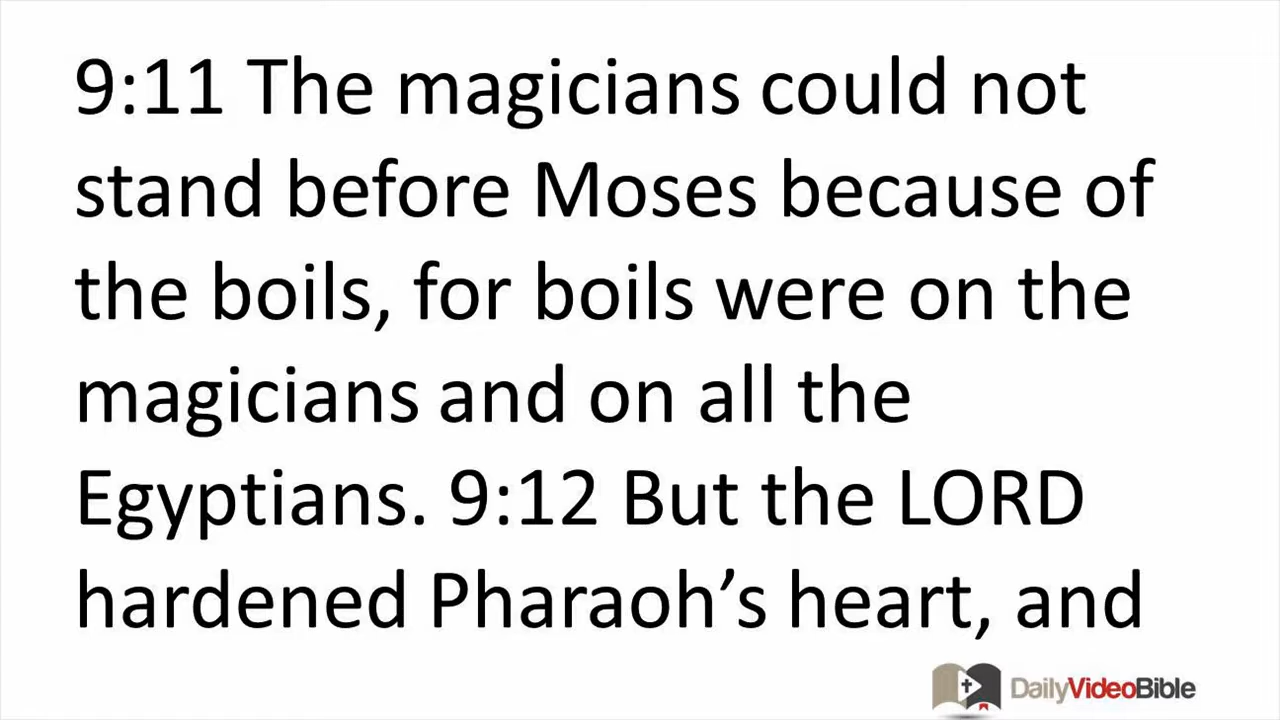 9:11 The magicians could not
stand before Moses because of
the boils, for boils were on the
magicians and on all the
Egyptians. 9:12 But the LORD
hardened Pharaoh’s heart, and
DailyVideoBible